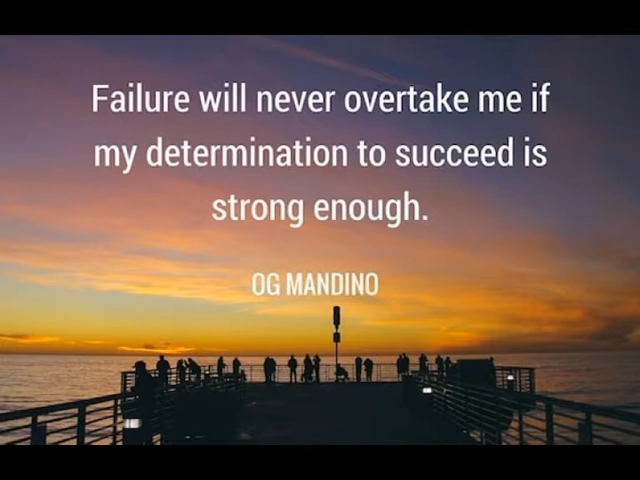 Failure will never overtake me if
my determination to succeed is
strong enough.
OG MANDINO